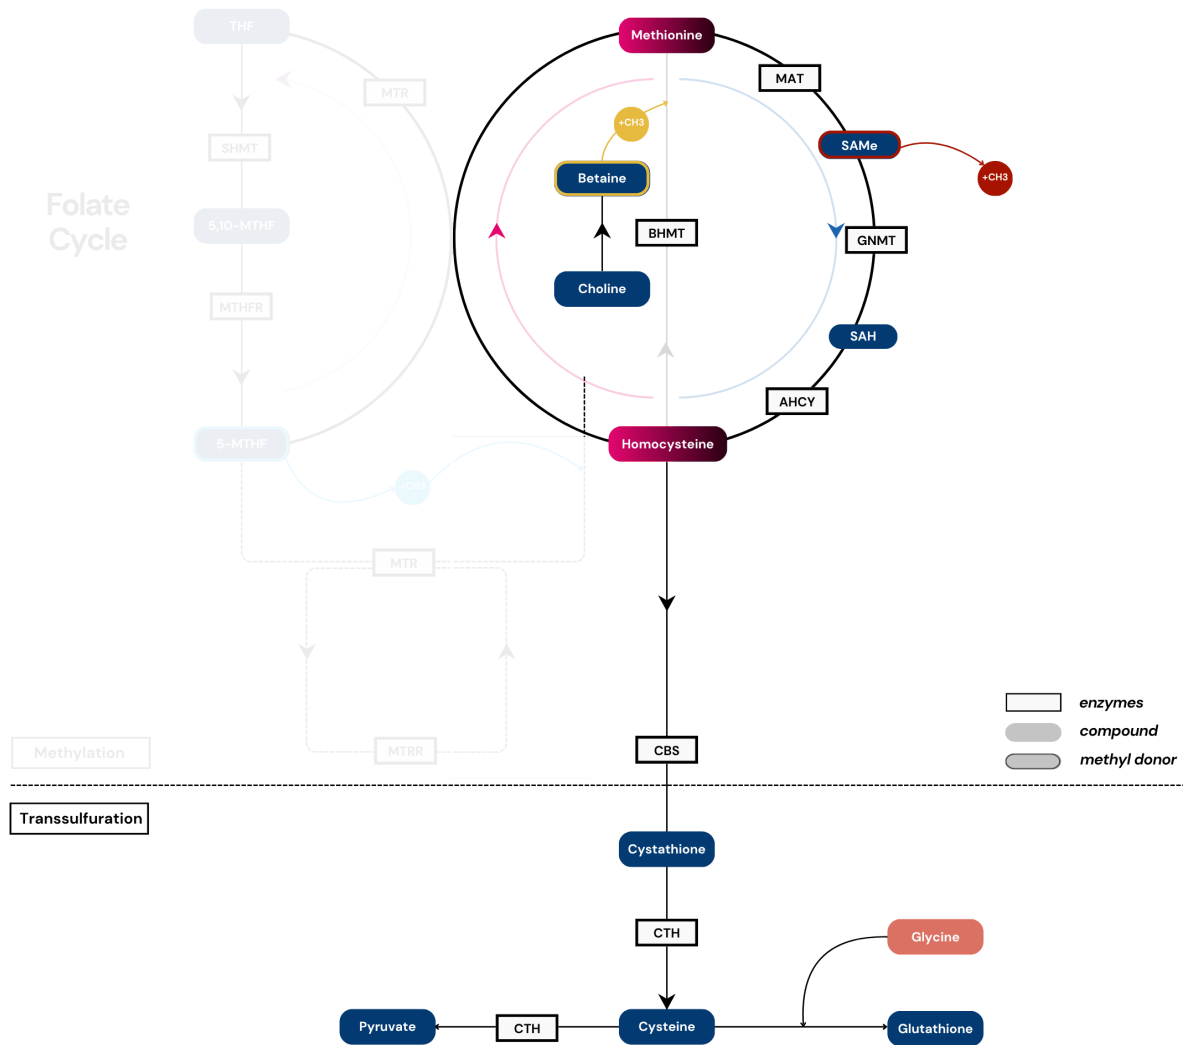 THF
Methionine
MTR
MAT
+CH3
SHMT
SAMe
+CH3
Betaine
Folate
Cycle
5,10-MTHF
BHMT
GNMT
Choline
MTHFR
SAH
AHCY
5-MTHF
Homocysteine
+CH3
MTR
enzymes
compound
methyl donor
Methylation
MTRR
CBS
Transsulfuration
Cystathione
CTH
Glycine
Pyruvate
CTH
Cysteine
Glutathione